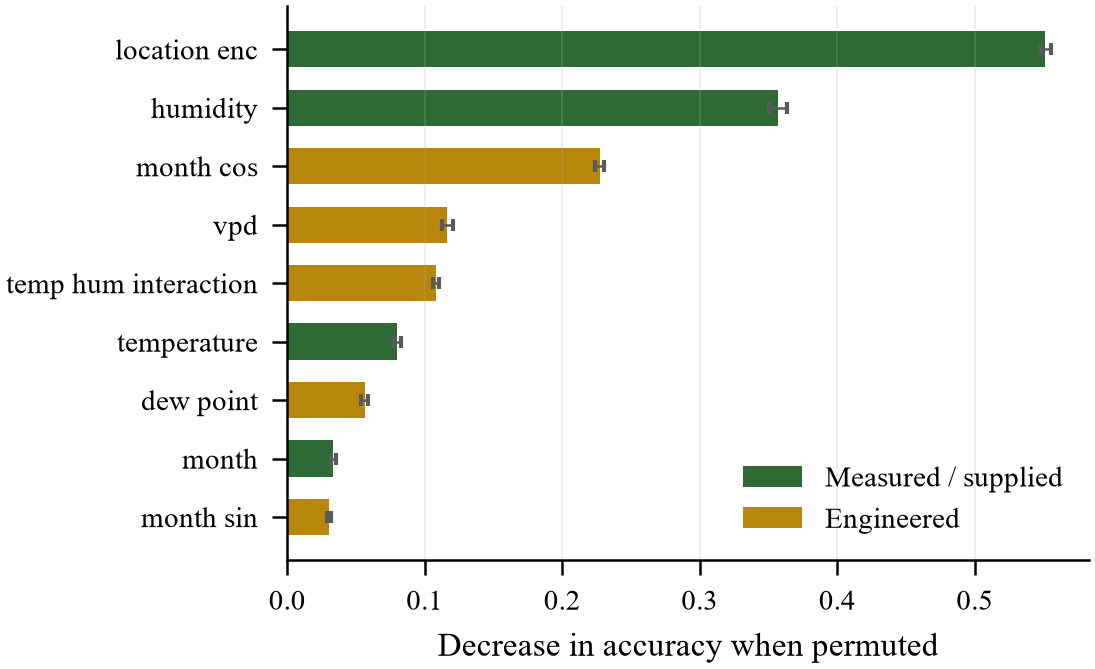 location enc
humidity
month cos
vpd
temp hum interaction
temperature
dew point
month
month sin
Measured / supplied
Engineered
0.0 0.1 0.2 0.3 0.4 0.5
Decrease in accuracy when permuted